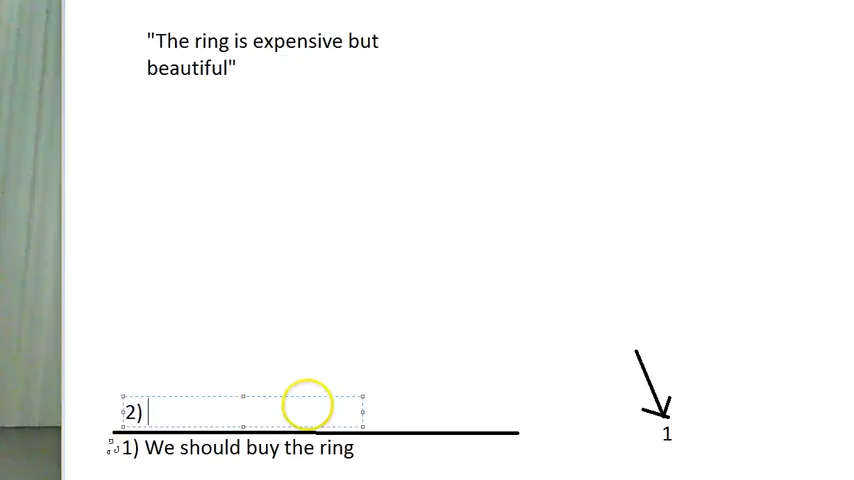 "The ring is expensive but
beautiful"
2)
1) We should buy the ring
1